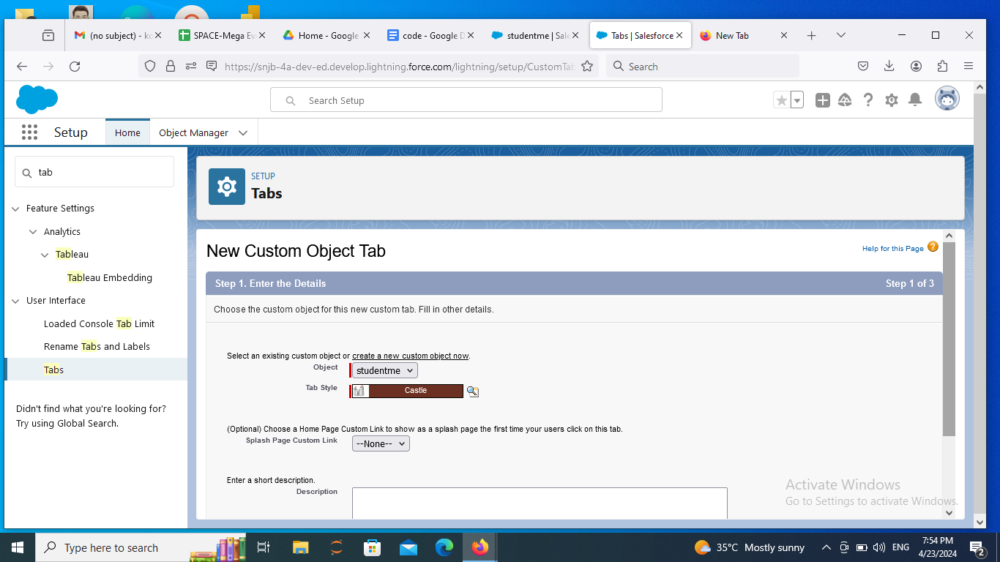 (no subject) - kc
SPACE-Mega Ev
Home - Google
code - Google D
studentme | Sale
Tabs | Salesforce
New Tab
https://snjb-4a-dev-ed.develop.lightning.force.com/lightning/setup/CustomTab
Search
Search Setup
Setup
Home
Object Manager
tab
SETUP
Tabs
Feature Settings
Analytics
Tableau
Tableau Embedding
User Interface
Loaded Console Tab Limit
Rename Tabs and Labels
Tabs
Didn't find what you're looking for?
Try using Global Search.
New Custom Object Tab
Help for this Page
Step 1. Enter the Details
Step 1 of 3
Choose the custom object for this new custom tab. Fill in other details.
Select an existing custom object or create a new custom object now.
Object
studentme
Tab Style
Castle
(Optional) Choose a Home Page Custom Link to show as a splash page the first time your users click on this tab.
Splash Page Custom Link
--None--
Enter a short description.
Description
Activate Windows
Go to Settings to activate Windows.
Type here to search
35°C Mostly sunny
ENG
7:54 PM
4/23/2024
2